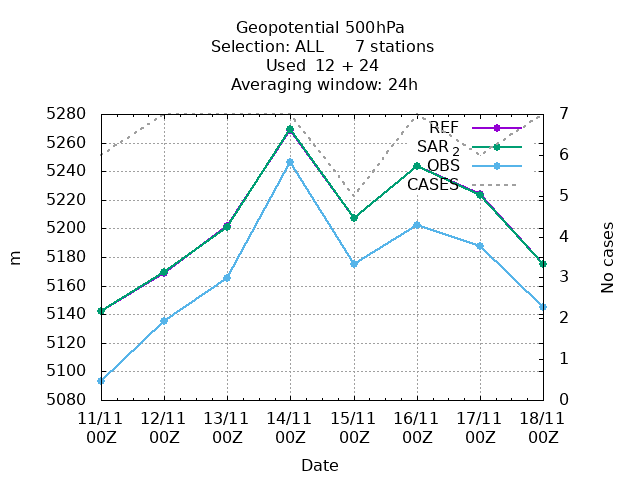 Geopotential 500hPa
Selection: ALL 7 stations
Used 12 + 24
Averaging window: 24h
5280
5260
5240
5220
5200
5180
5160
5140
5120
5100
5080
7
6
5
4
3
2
1
0
REF
SAR 2
OBS
CASES
m
No cases
11/11 12/11 13/11 14/11 15/11 16/11 17/11 18/11
00Z 00Z 00Z 00Z 00Z 00Z 00Z 00Z
Date